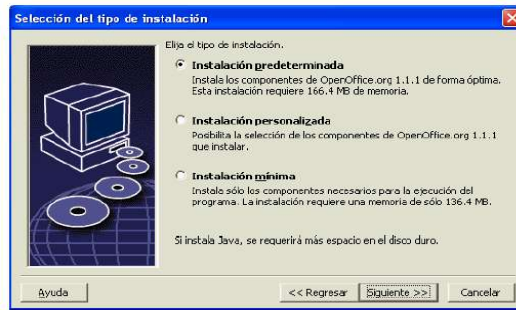 Selección del tipo de instalación
Elija el tipo de instalación.
Instalación predeterminada
Instala los componentes de OpenOffice.org 1.1.1 de forma óptima.
Esta instalación requiere 166.4 MB de memoria.
Instalación personalizada
Posibilita la selección de los componentes de OpenOffice.org 1.1.1
que instalar.
Instalación mínima
Instala sólo los componentes necesarios para la ejecución del
programa. La instalación requiere una memoria de sólo 136.4 MB.
Si instala Java, se requerirá más espacio en el disco duro.
Ayuda
<< Regresar
Siguiente >>
Cancelar